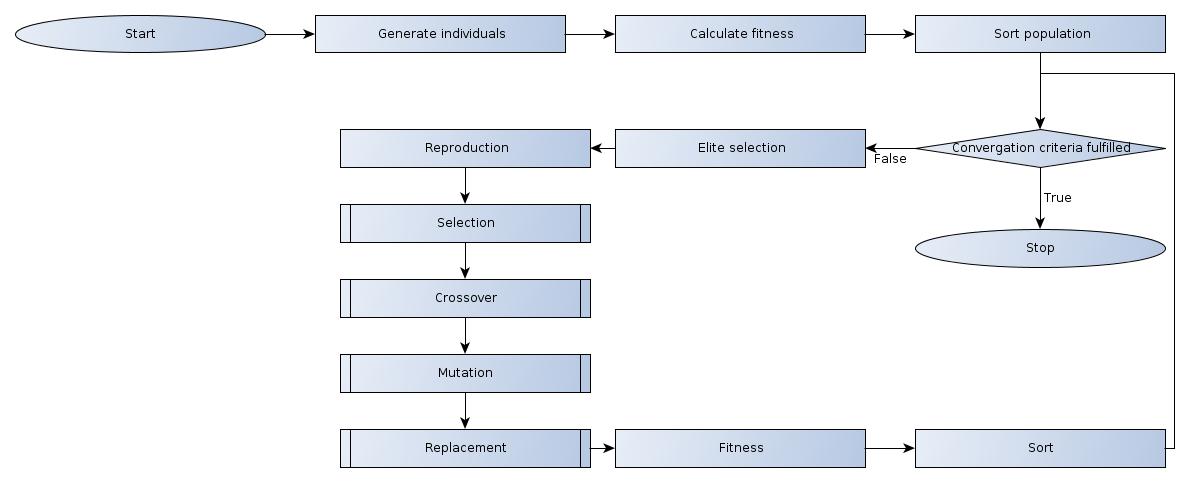 Start
Generate individuals
Calculate fitness
Sort population
Reproduction
Elite selection
False
Convergation criteria fulfilled
True
Selection
Stop
Crossover
Mutation
Replacement
Fitness
Sort